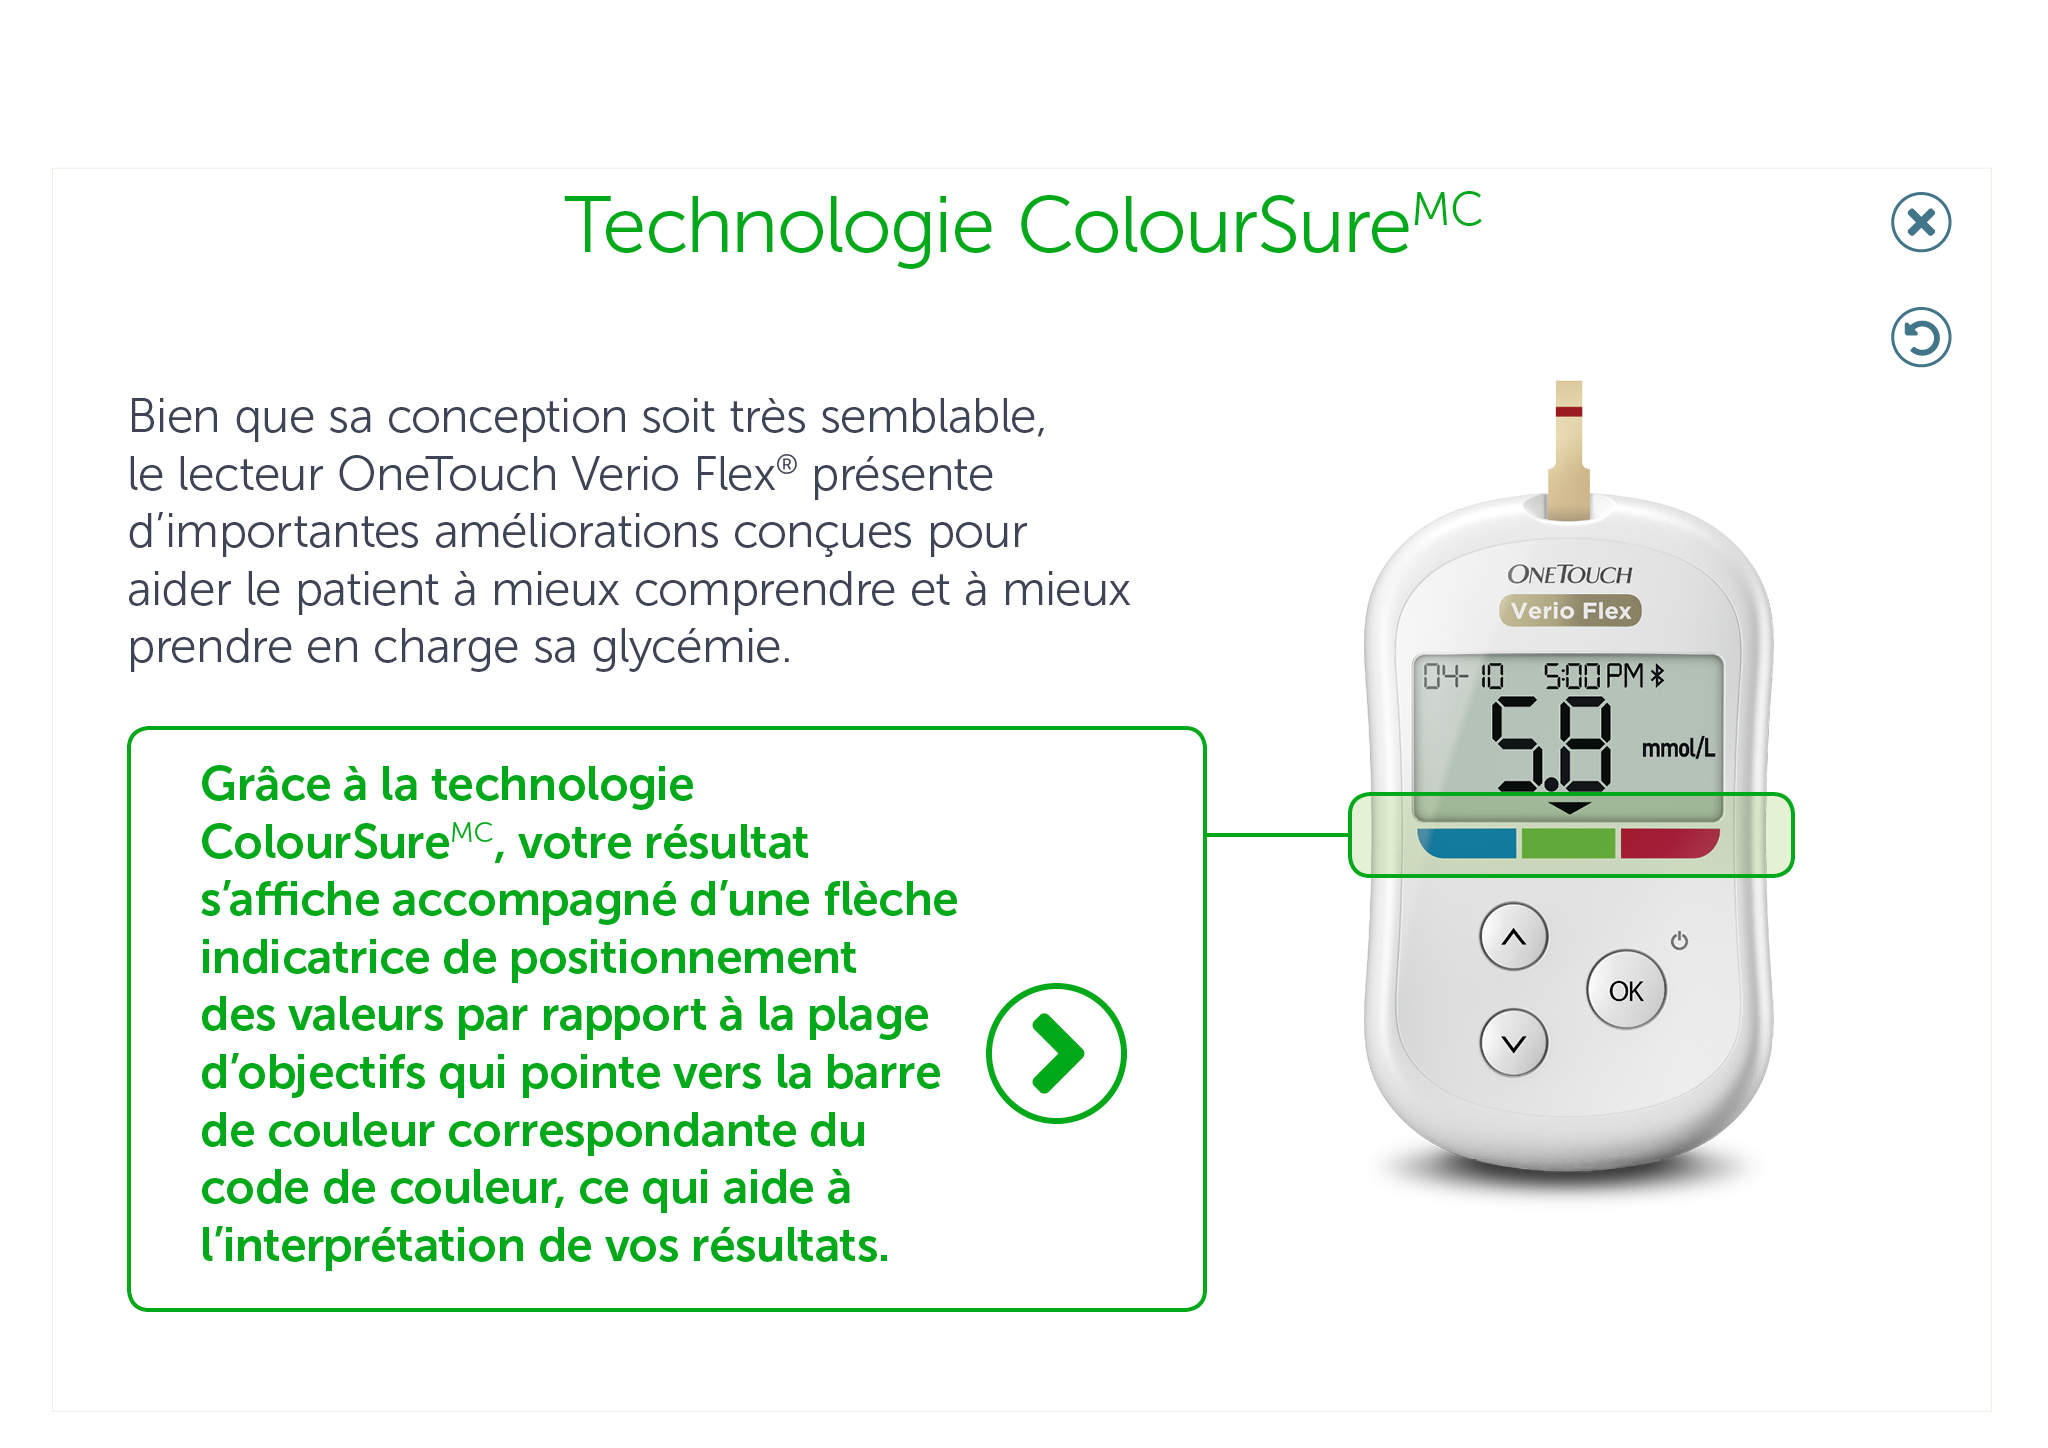 Technologie ColourSureMC
Bien que sa conception soit très semblable,
le lecteur OneTouch Verio Flex® présente
d’importantes améliorations conçues pour
aider le patient à mieux comprendre et à mieux
prendre en charge sa glycémie.
Grâce à la technologie
ColourSureMC, votre résultat
s’affiche accompagné d’une flèche
indicatrice de positionnement
des valeurs par rapport à la plage
d’objectifs qui pointe vers la barre
de couleur correspondante du
code de couleur, ce qui aide à
l’interprétation de vos résultats.
ONETOUCH
Verio Flex
04-10 5:00 PM
5.8 mmol/L
OK